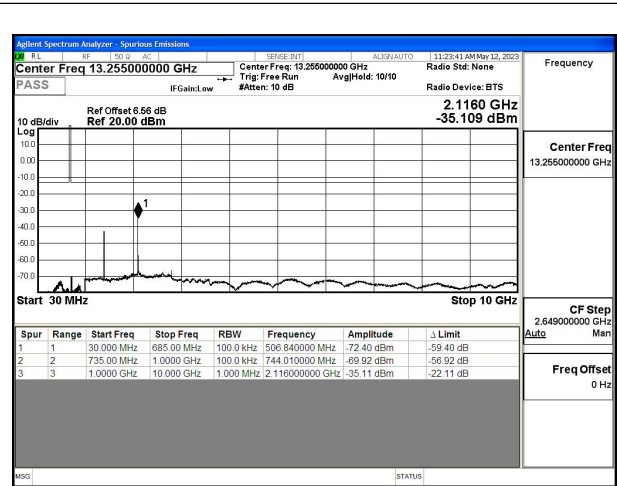 Agilent Spectrum Analyzer - Spurious Emissions
LXI RL RF 50 Ω AC SENSE:INT ALIGNAUTO 11:23:41 AM May 12, 2023
Center Freq 13.255000000 GHz Center Freq: 13.255000000 GHz Radio Std: None
Trig: Free Run Avg|Hold: 10/10
PASS IFGain:Low #Atten: 10 dB Radio Device: BTS
Frequency
Ref Offset 6.56 dB 2.1160 GHz
10 dB/div Ref 20.00 dBm -35.109 dBm
Log
10.0
0.00
-10.0
-20.0
-30.0
-40.0
-50.0
-60.0
-70.0
1
Start 30 MHz Stop 10 GHz
Spur Range Start Freq Stop Freq RBW Frequency Amplitude Δ Limit
1 1 30.000 MHz 685.00 MHz 100.0 kHz 506.840000 MHz -72.40 dBm -59.40 dB
2 2 735.00 MHz 1.0000 GHz 100.0 kHz 744.010000 MHz -69.92 dBm -56.92 dB
3 3 1.0000 GHz 10.000 GHz 1.000 MHz 2.116000000 GHz -35.11 dBm -22.11 dB
Center Freq
13.255000000 GHz
CF Step
2.649000000 GHz
Auto Man
Freq Offset
0 Hz
MSG STATUS